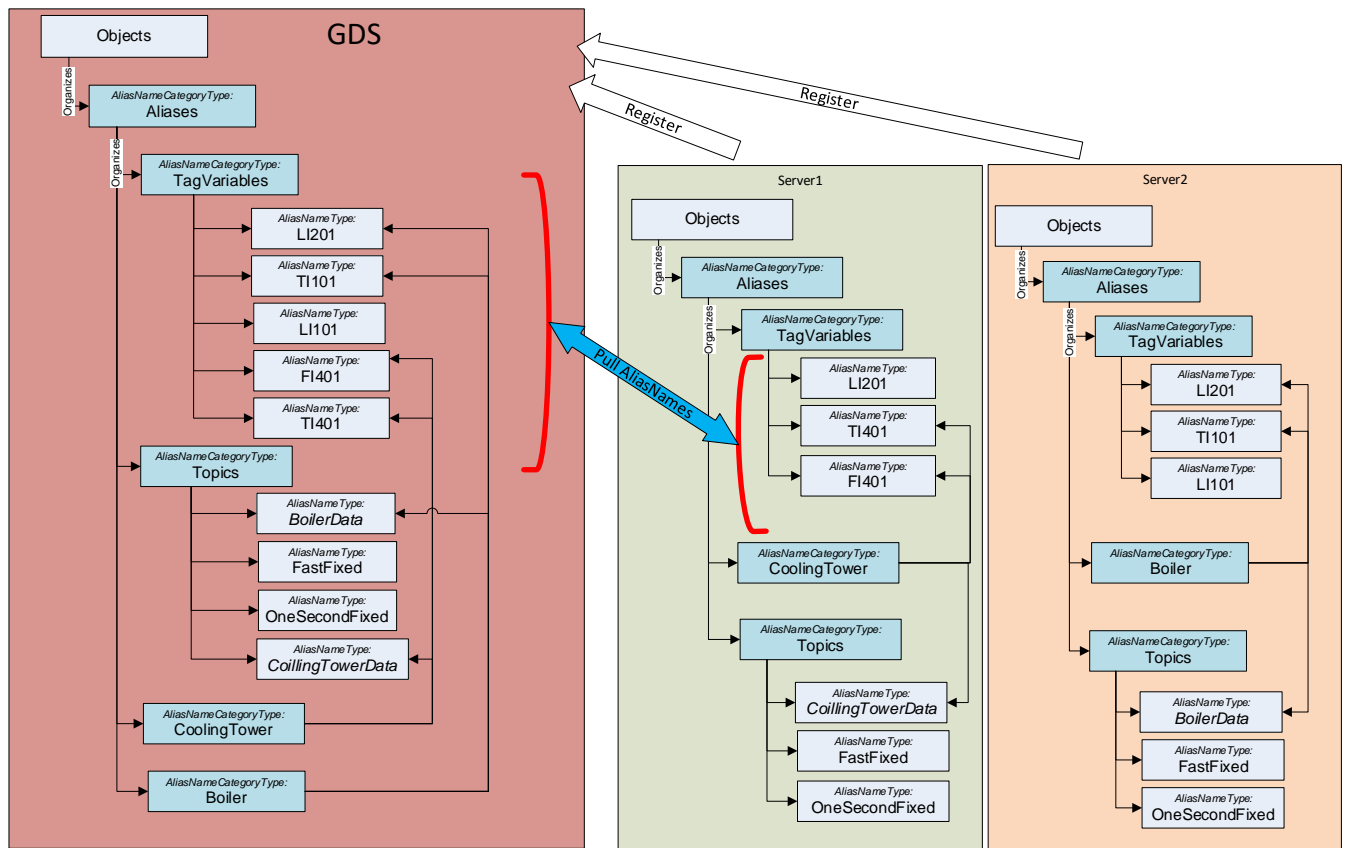 GDS
Objects
Organizes
AliasNameCategoryType:
Aliases
Organizes
AliasNameCategoryType:
TagVariables
AliasNameType:
LI201
AliasNameType:
TI101
AliasNameType:
LI101
AliasNameType:
FI401
AliasNameType:
TI401
AliasNameCategoryType:
Topics
AliasNameType:
BoilerData
AliasNameType:
FastFixed
AliasNameType:
OneSecondFixed
AliasNameType:
CoillingTowerData
AliasNameCategoryType:
CoolingTower
AliasNameCategoryType:
Boiler
Register
Register
Pull AliasNames
Server1
Objects
Organizes
AliasNameCategoryType:
Aliases
Organizes
AliasNameCategoryType:
TagVariables
AliasNameType:
LI201
AliasNameType:
TI401
AliasNameType:
FI401
AliasNameCategoryType:
CoolingTower
AliasNameCategoryType:
Topics
AliasNameType:
CoillingTowerData
AliasNameType:
FastFixed
AliasNameType:
OneSecondFixed
Server2
Objects
Organizes
AliasNameCategoryType:
Aliases
Organizes
AliasNameCategoryType:
TagVariables
AliasNameType:
LI201
AliasNameType:
TI101
AliasNameType:
LI101
AliasNameCategoryType:
Boiler
AliasNameCategoryType:
Topics
AliasNameType:
BoilerData
AliasNameType:
FastFixed
AliasNameType:
OneSecondFixed